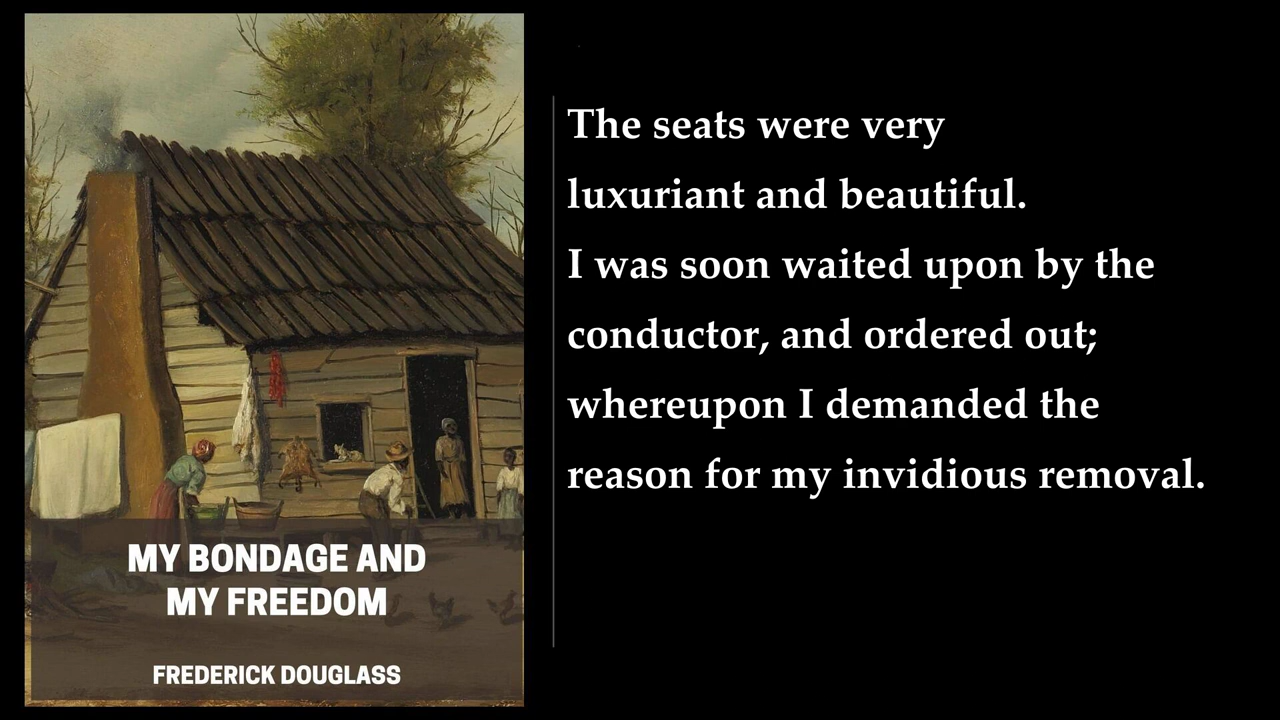 MY BONDAGE AND
MY FREEDOM
FREDERICK DOUGLASS
The seats were very
luxuriant and beautiful.
I was soon waited upon by the
conductor, and ordered out;
whereupon I demanded the
reason for my invidious removal.